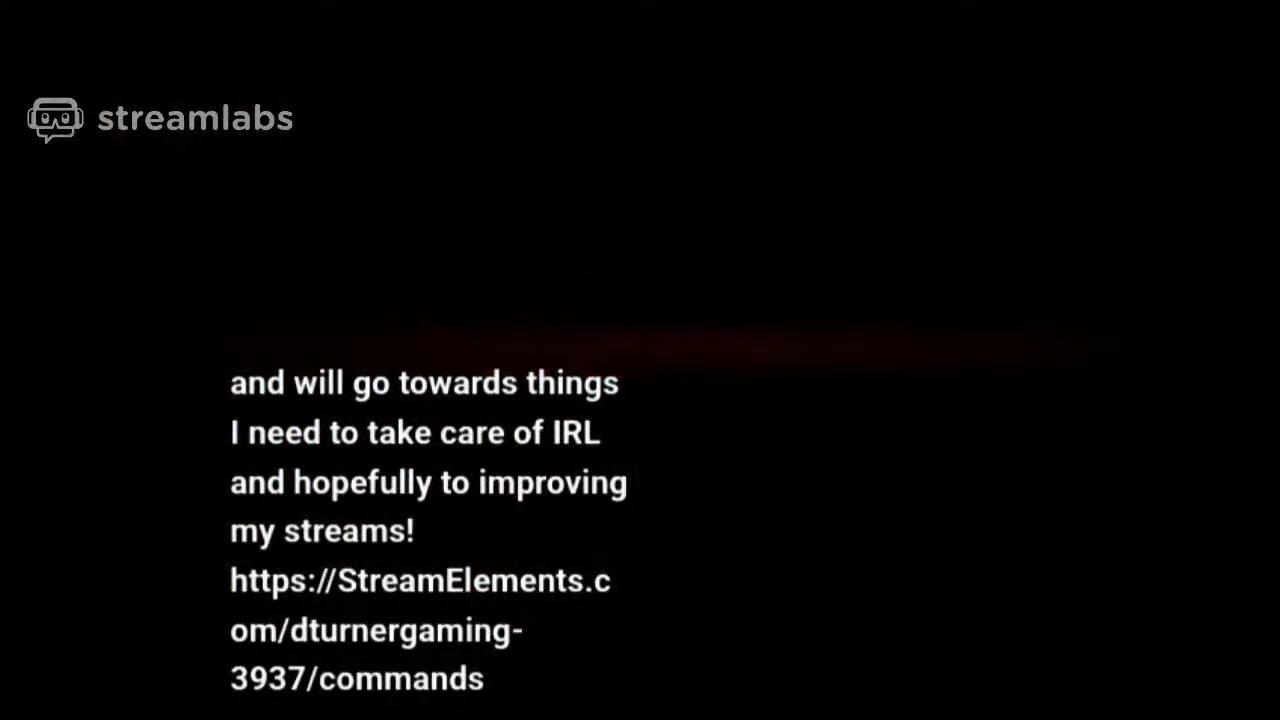 streamlabs
and will go towards things
I need to take care of IRL
and hopefully to improving
my streams!
https://StreamElements.c
om/dturnergaming-
3937/commands